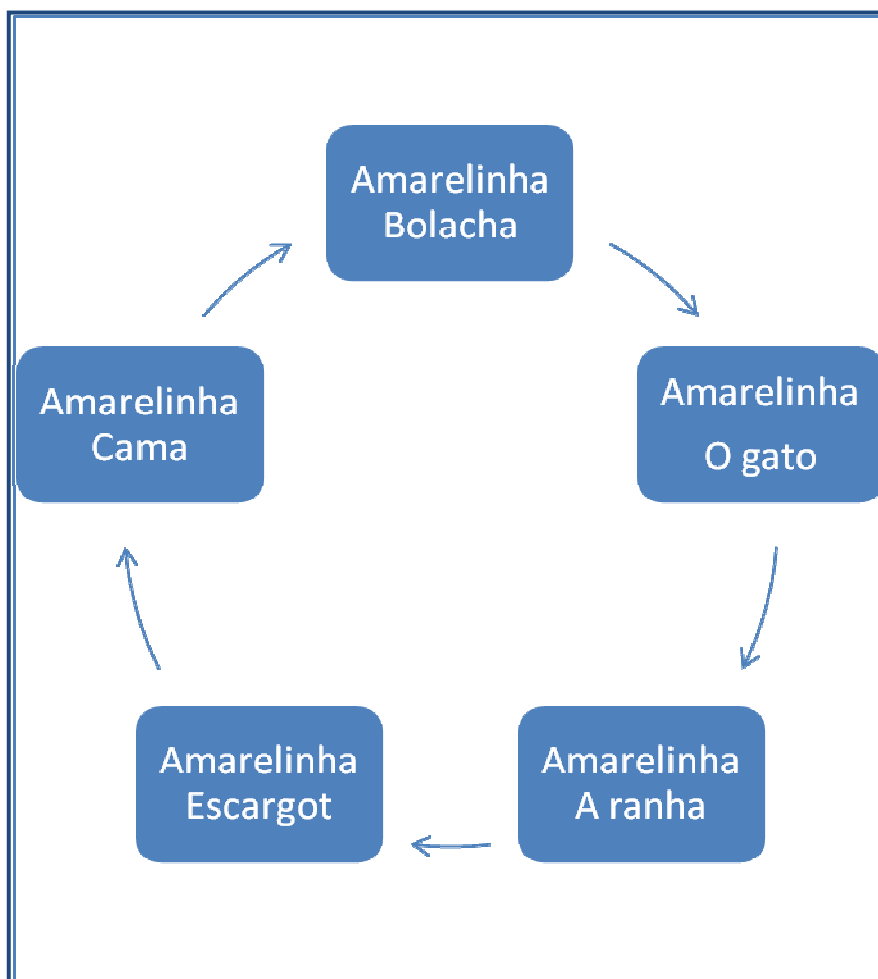 Amarelinha
Bolacha
Amarelinha
O gato
Amarelinha
A ranha
Amarelinha
Escargot
Amarelinha
Cama